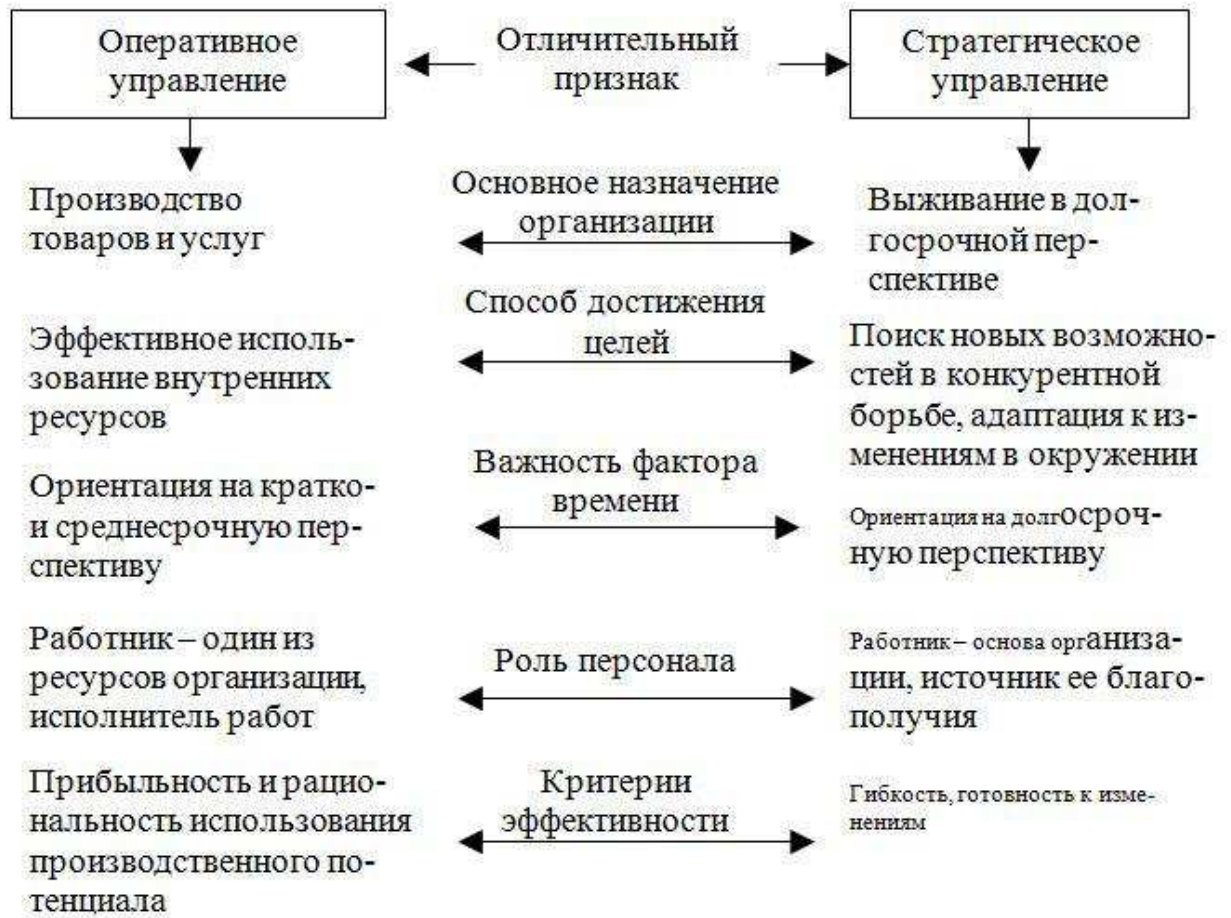 Оперативное
управление
Отличительный
признак
Стратегическое
управление
Производство
товаров и услуг
Основное назначение
организации
Выживание в дол-
госрочной пер-
спективе
Эффективное исполь-
зование внутренних
ресурсов
Способ достижения
целей
Поиск новых возможно-
стей в конкурентной
борьбе, адаптация к из-
менениям в окружении
Ориентация на кратко-
и среднесрочную пер-
спективу
Важность фактора
времени
Ориентация на долгосроч-
ную перспективу
Работник – один из
ресурсов организации,
исполнитель работ
Роль персонала
Работник – основа организа-
ции, источник ее благо-
получия
Прибыльность и рацио-
нальность использования
производственного по-
тенциала
Критерии
эффективности
Гибкость, готовность к изме-
нениям